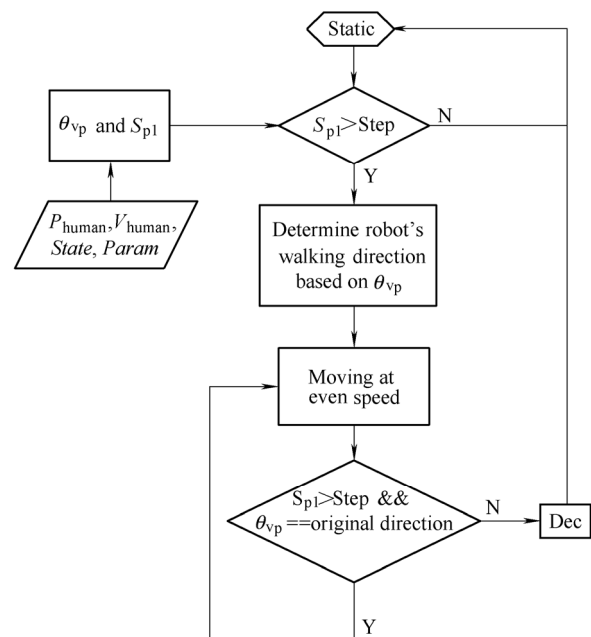 Static
θvp and Sp1
Sp1>Step
N
Y
Phuman,Vhuman,
State, Param
Determine robot's
walking direction
based on θvp
Moving at
even speed
Sp1>Step &&
θvp==original direction
N
Dec
Y